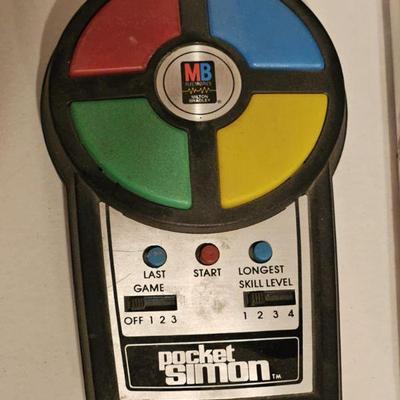 MB
ELECTRONICS
MILTON
BRADLEY
®
LAST START LONGEST
GAME SKILL LEVEL
OFF 1 2 3 1 2 3 4
pocket
simon TM